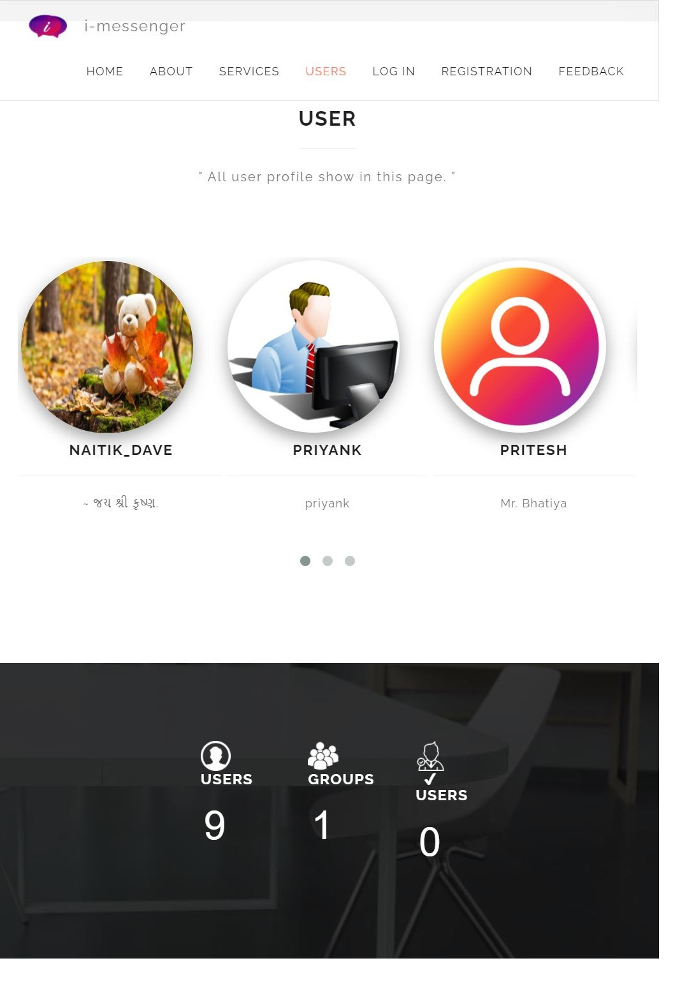 i
i-messenger
HOME ABOUT SERVICES USERS LOG IN REGISTRATION FEEDBACK
USER
" All user profile show in this page. "
NAITIK_DAVE PRIYANK PRITESH
~ જય શ્રી કૃષ્ણ. priyank Mr. Bhatiya
USERS GROUPS ✓
USERS
9 1 0